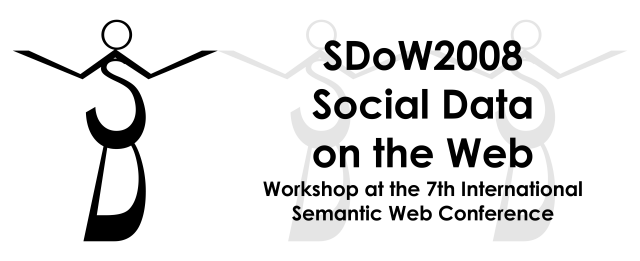 SDoW2008
Social Data
on the Web
Workshop at the 7th International
Semantic Web Conference